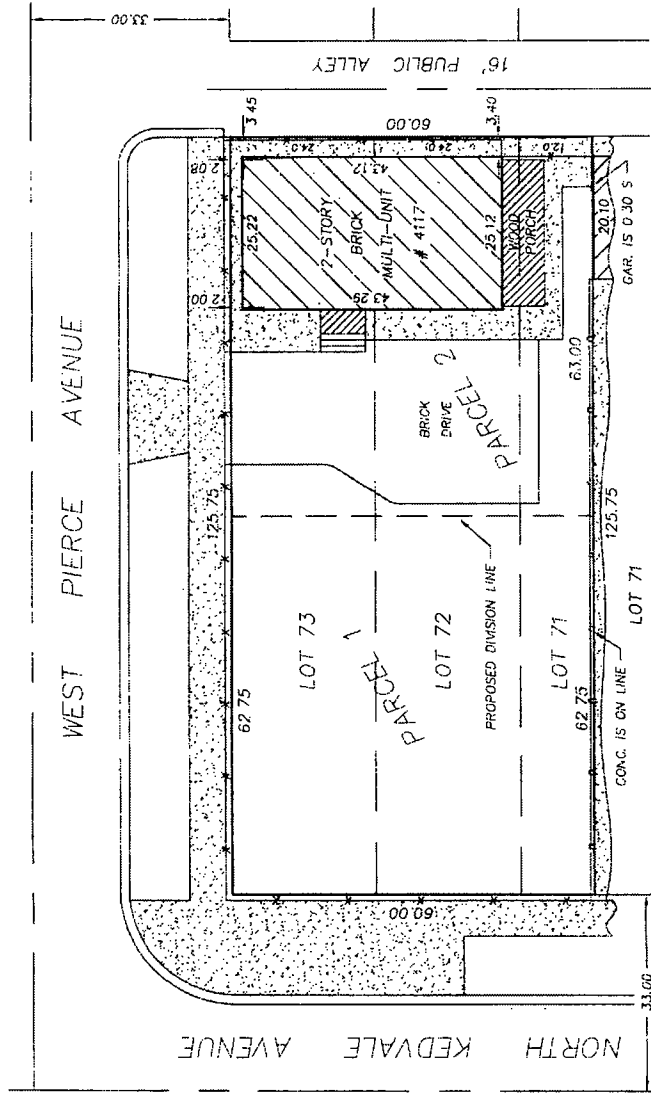 WEST PIERCE AVENUE
33.00
16' PUBLIC ALLEY
3.45
60.00
3.40
2.08
24.0
24.0
12.0
43.17
25.22
2-STORY
BRICK
MULTI-UNIT
# 4117
25.12
WOOD
PORCH
20.10
GAR. IS 0.30 S
43.29
63.00
BRICK
DRIVE
PARCEL 2
125.75
PROPOSED DIVISION LINE
125.75
LOT 73
PARCEL 1
LOT 72
LOT 71
LOT 71
62.75
62.75
CONC. IS ON LINE
60.00
NORTH KEDVALE AVENUE
33.00